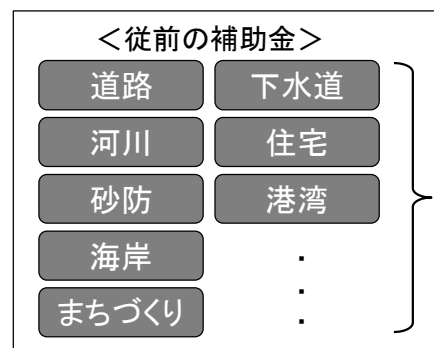 ＜従前の補助金＞
道路 下水道
河川 住宅
砂防 港湾
海岸 ・
まちづくり ・
・